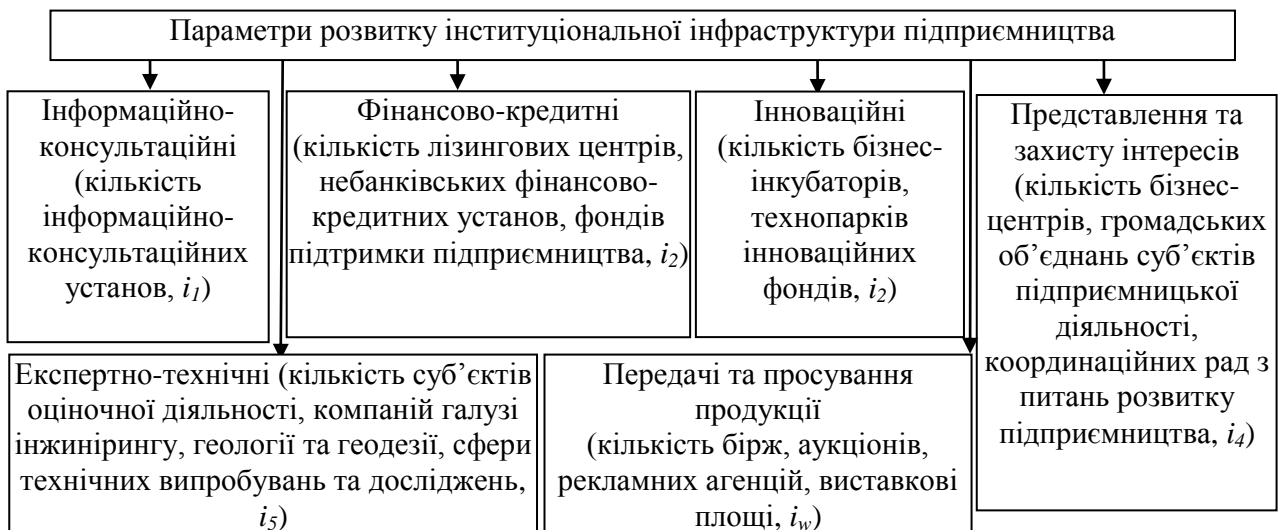 Параметри розвитку інституціональної інфраструктури підприємництва
Інформаційно-
консультаційні
(кількість
інформаційно-
консультаційних
установ, i1)
Фінансово-кредитні
(кількість лізингових центрів,
небанківських фінансово-
кредитних установ, фондів
підтримки підприємництва, i2)
Інноваційні
(кількість бізнес-
інкубаторів,
технопарків
інноваційних
фондів, i2)
Представлення та
захисту інтересів
(кількість бізнес-
центрів, громадських
об’єднань суб’єктів
підприємницької
діяльності,
координаційних рад з
питань розвитку
підприємництва, i4)
Експертно-технічні (кількість суб’єктів
оціночної діяльності, компаній галузі
інжинірингу, геології та геодезії, сфери
технічних випробувань та досліджень,
i5)
Передачі та просування
продукції
(кількість бірж, аукціонів,
рекламних агенцій, виставкові
площі, iw)